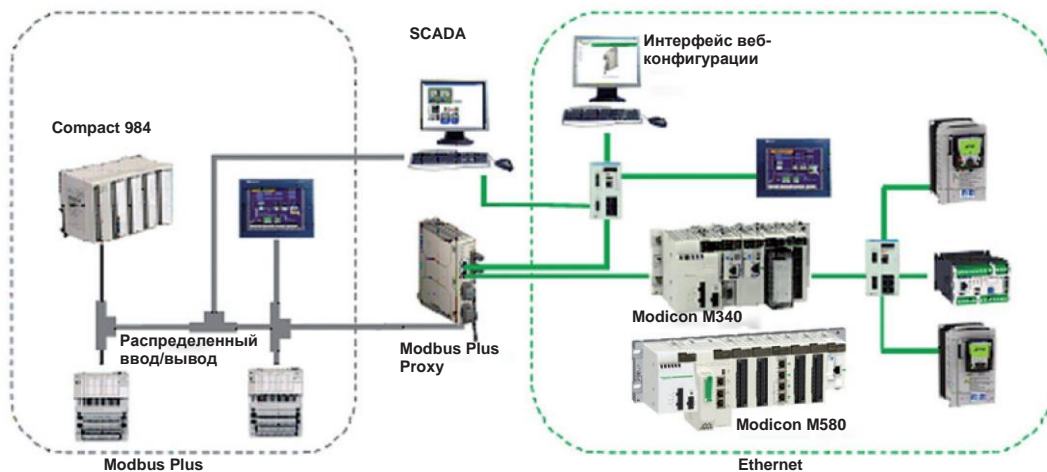 SCADA
Интерфейс веб-
конфигурации
Compact 984
Распределенный
ввод/вывод
Modbus Plus
Proxy
Modicon M340
Modicon M580
Modbus Plus
Ethernet